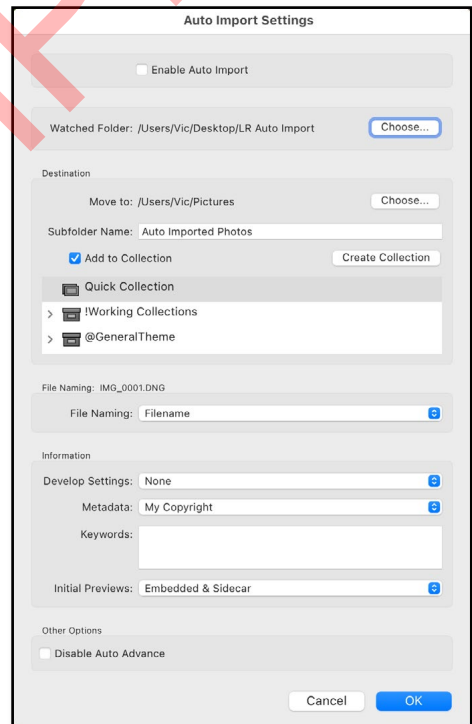 Auto Import Settings
Enable Auto Import
Watched Folder: /Users/Vic/Desktop/LR Auto Import Choose...
Destination
Move to: /Users/Vic/Pictures Choose...
Subfolder Name: Auto Imported Photos
Add to Collection Create Collection
Quick Collection
!Working Collections
@GeneralTheme
File Naming: IMG_0001.DNG
File Naming: Filename
Information
Develop Settings: None
Metadata: My Copyright
Keywords:
Initial Previews: Embedded & Sidecar
Other Options
Disable Auto Advance
Cancel OK